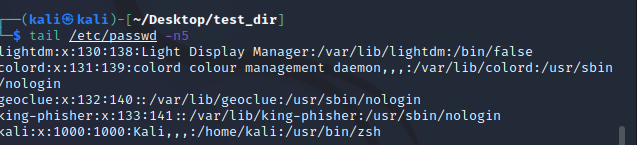 ┌──(kali㉿kali)-[~/Desktop/test_dir]
└─$ tail /etc/passwd -n5
lightdm:x:130:138:Light Display Manager:/var/lib/lightdm:/bin/false
colord:x:131:139:colord colour management daemon,,,:/var/lib/colord:/usr/sbin
/nologin
geoclue:x:132:140::/var/lib/geoclue:/usr/sbin/nologin
king-phisher:x:133:141::/var/lib/king-phisher:/usr/sbin/nologin
kali:x:1000:1000:Kali,,,:/home/kali:/usr/bin/zsh